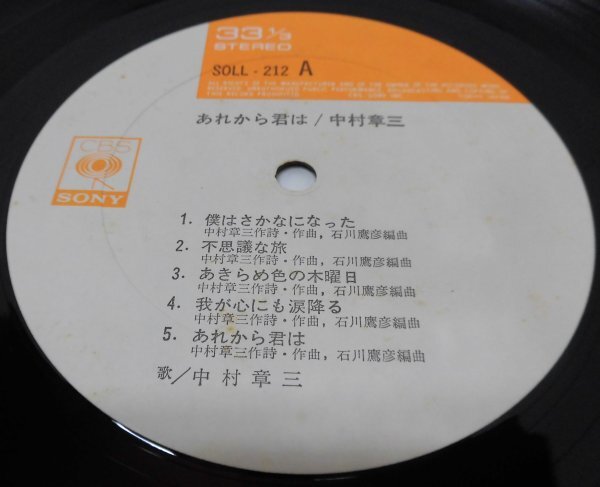 33 1/3
STEREO
SOLL・212 A
あれから君は / 中村章三
CBS
SONY
1. 僕はさかなになった
中村章三作詩・作曲, 石川鷹彦編曲
2. 不思議な旅
中村章三作詩・作曲, 石川鷹彦編曲
3. あきらめ色の木曜日
中村章三作詩・作曲, 石川鷹彦編曲
4. 我が心にも涙降る
中村章三作詩・作曲, 石川鷹彦編曲
5. あれから君は
中村章三作詩・作曲, 石川鷹彦編曲
歌/中村章三